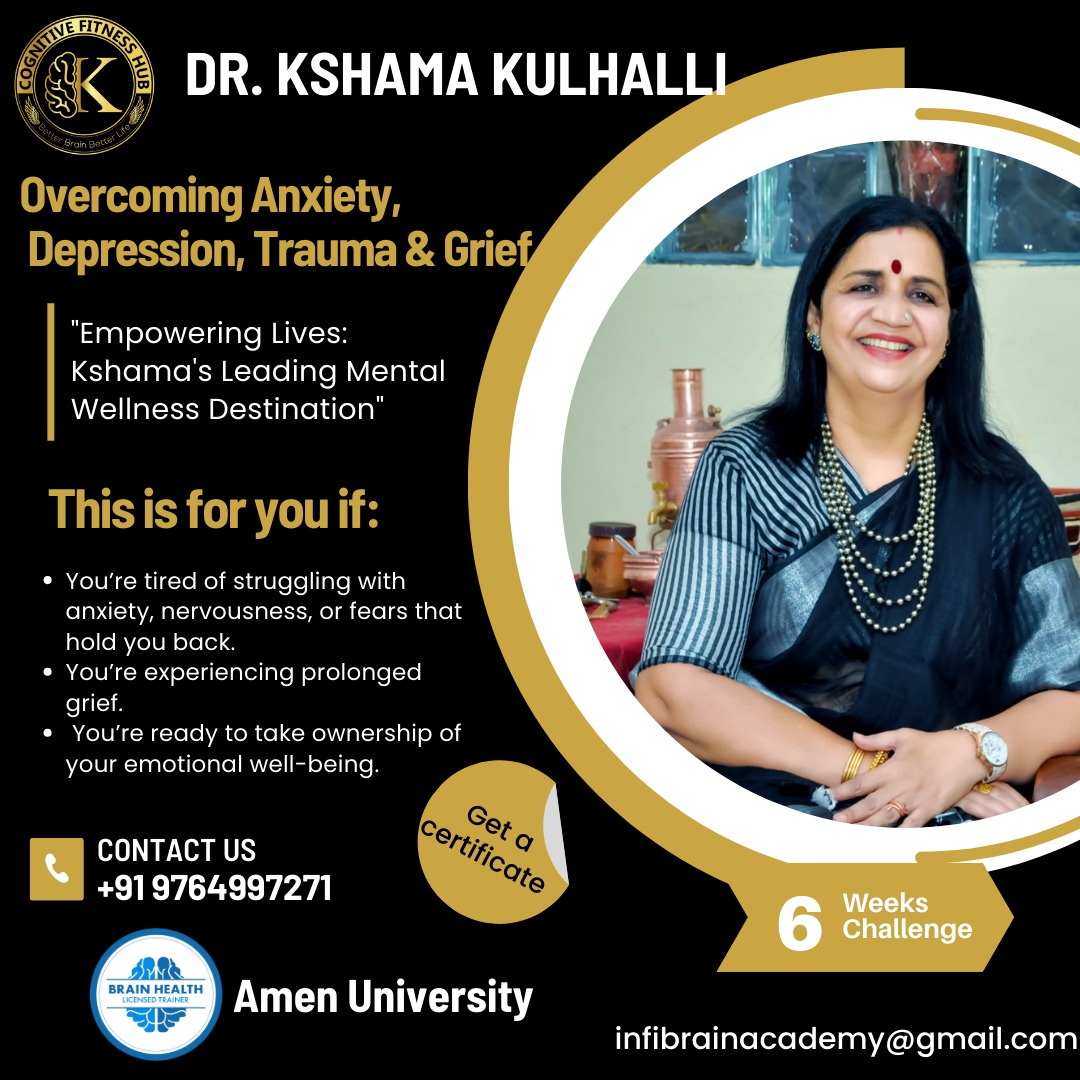 COGNITIVE FITNESS HUB
K
Better Brain Better Life
DR. KSHAMA KULHALLI
Overcoming Anxiety,
Depression, Trauma & Grief
"Empowering Lives:
Kshama's Leading Mental
Wellness Destination"
This is for you if:
• You’re tired of struggling with
anxiety, nervousness, or fears that
hold you back.
• You’re experiencing prolonged
grief.
• You’re ready to take ownership of
your emotional well-being.
Get a
certificate
CONTACT US
+91 9764997271
6 Weeks
Challenge
BRAIN HEALTH
LICENSED TRAINER
Amen University
infibrainacademy@gmail.com